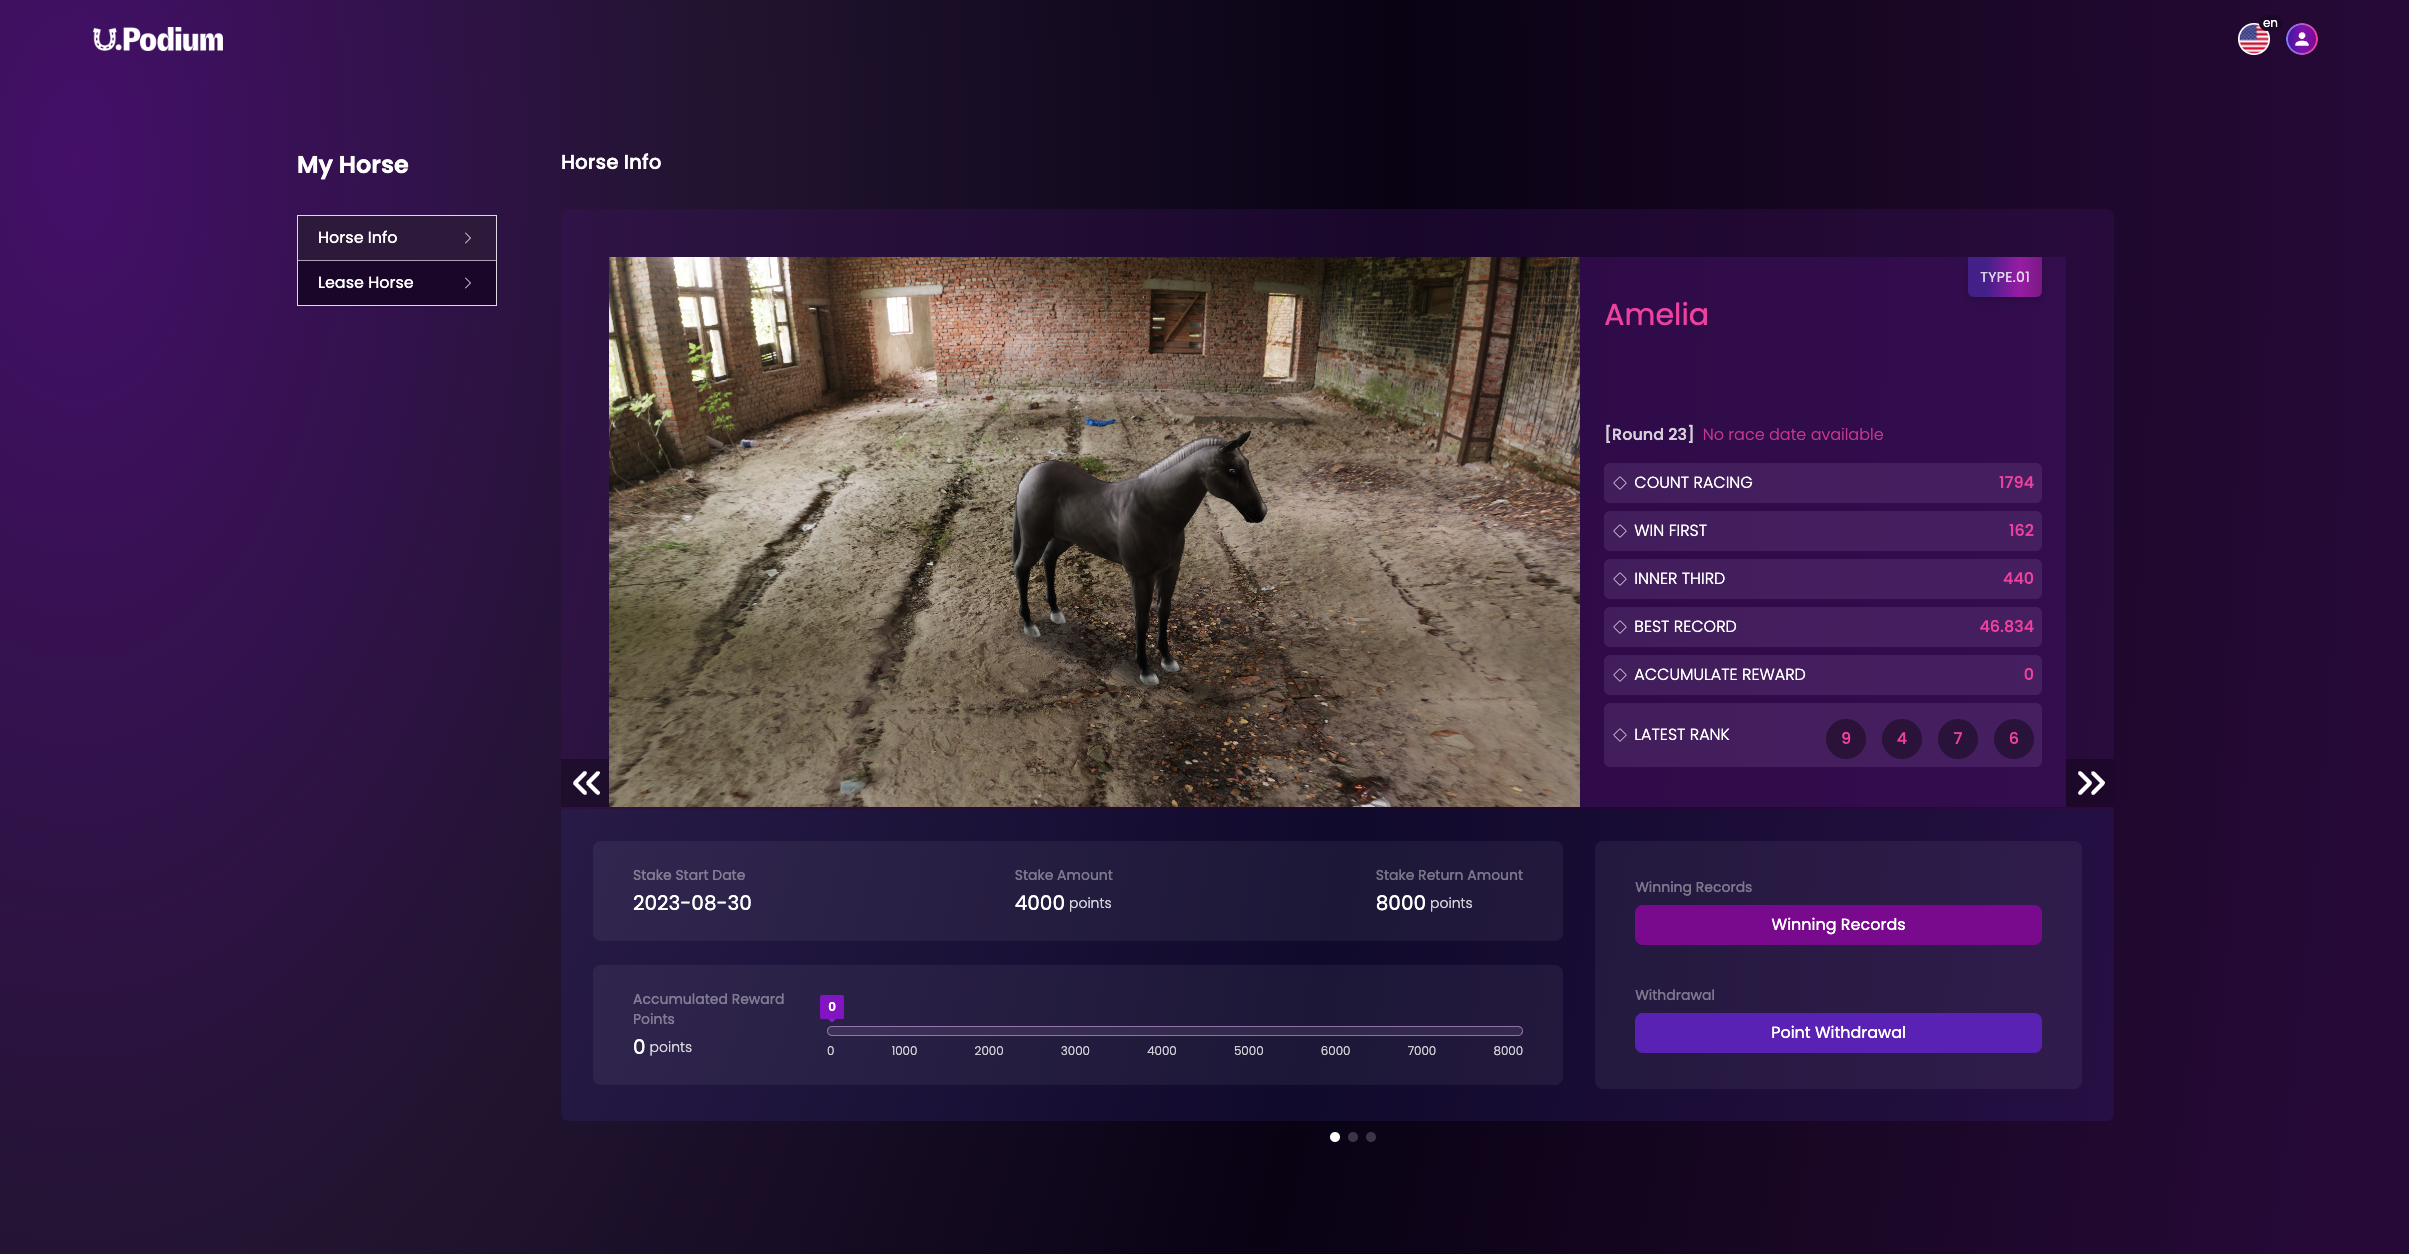 U.Podium
en
My Horse
Horse Info
Lease Horse
Horse Info
TYPE.01
Amelia
[Round 23] No race date available
COUNT RACING 1794
WIN FIRST 162
INNER THIRD 440
BEST RECORD 46.834
ACCUMULATE REWARD 0
LATEST RANK 9 4 7 6
Stake Start Date
2023-08-30
Stake Amount
4000 points
Stake Return Amount
8000 points
Accumulated Reward
Points
0 points
0
0 1000 2000 3000 4000 5000 6000 7000 8000
Winning Records
Winning Records
Withdrawal
Point Withdrawal